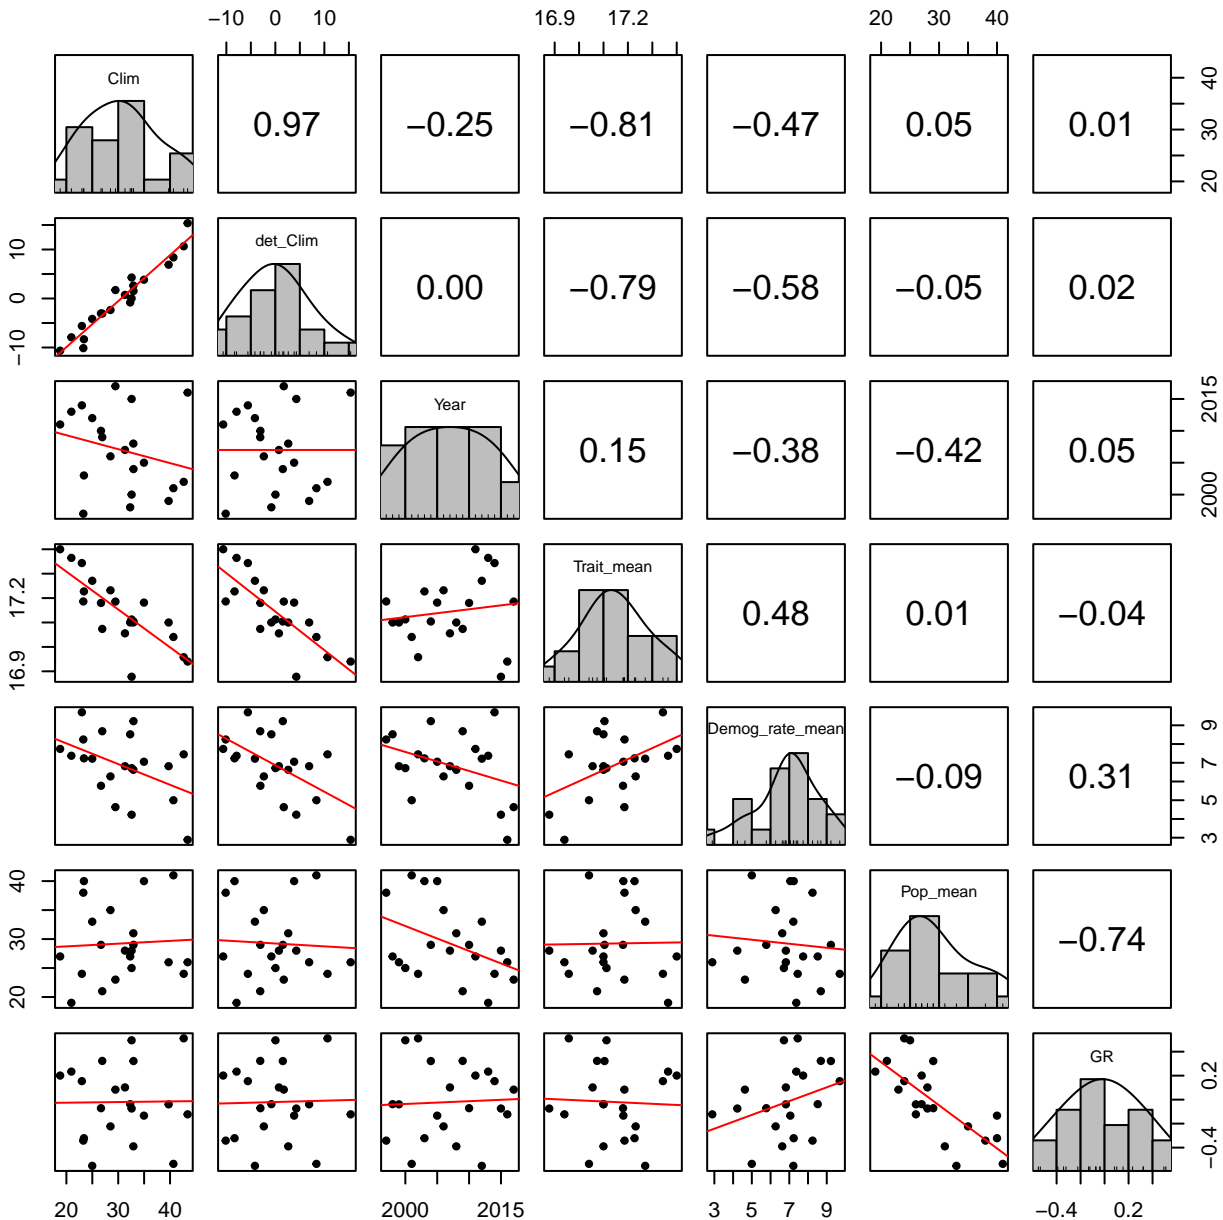 −10 0 10 16.9 17.2 20 30 40
Clim
0.97 −0.25 −0.81 −0.47 0.05 0.01
20 30 40
−10 0 10
det_Clim
0.00 −0.79 −0.58 −0.05 0.02
Year
0.15 −0.38 −0.42 0.05
2000 2015
16.9 17.2
Trait_mean
0.48 0.01 −0.04
Demog_rate_mean
−0.09 0.31
3 5 7 9
20 30 40
Pop_mean
−0.74
GR
−0.4 0.2
20 30 40 2000 2015 3 5 7 9 −0.4 0.2